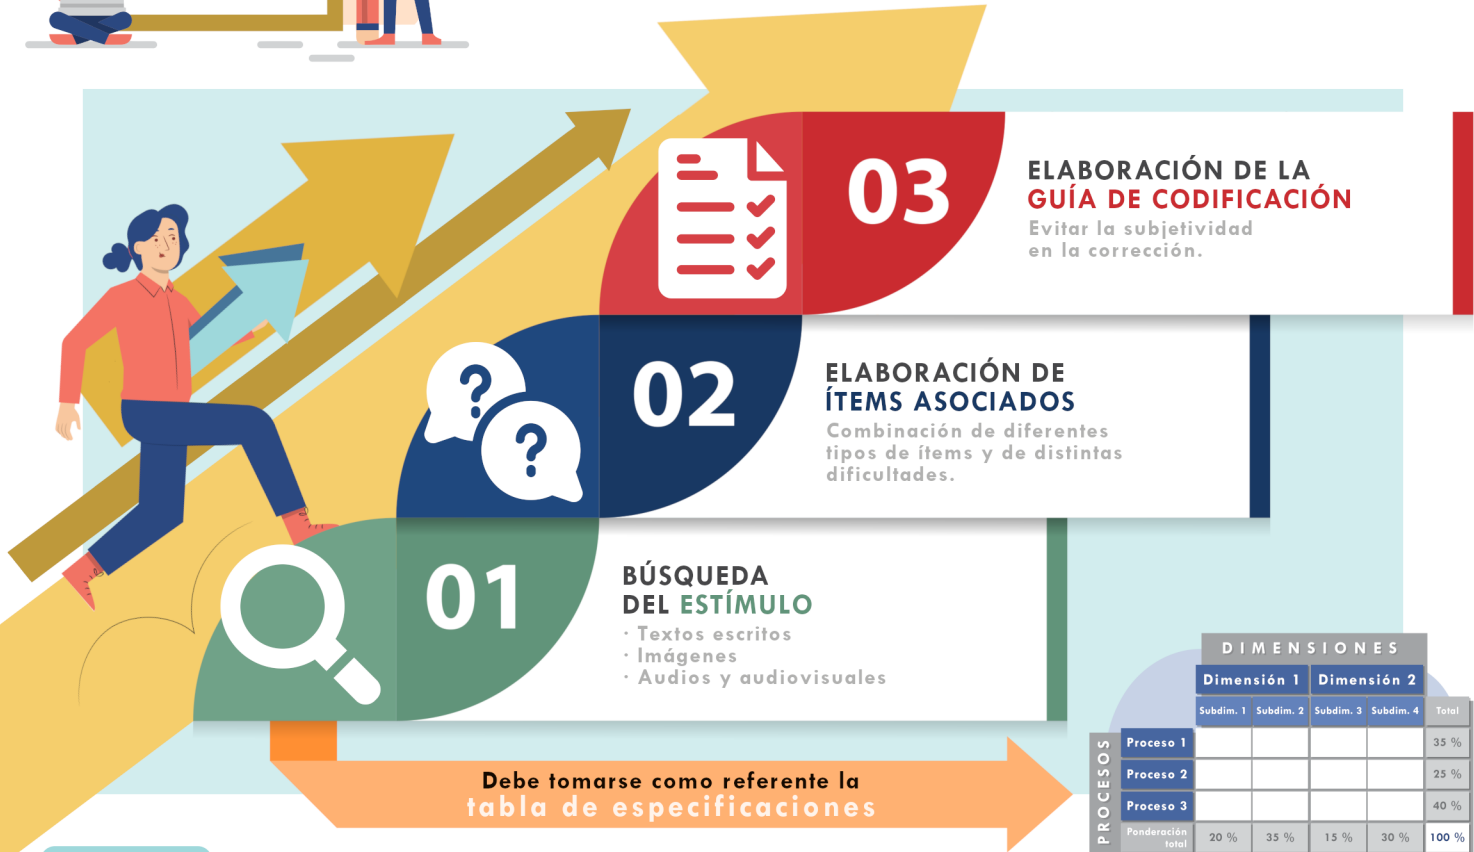 03
ELABORACIÓN DE LA
GUÍA DE CODIFICACIÓN
Evitar la subjetividad
en la corrección.
02
ELABORACIÓN DE
ÍTEMS ASOCIADOS
Combinación de diferentes
tipos de ítems y de distintas
dificultades.
01
BÚSQUEDA
DEL ESTÍMULO
· Textos escritos
· Imágenes
· Audios y audiovisuales
Debe tomarse como referente la
tabla de especificaciones
DIMENSIONES
Dimensión 1 Dimensión 2
Subdim. 1 Subdim. 2 Subdim. 3 Subdim. 4 Total
PROCESOS
Proceso 1 35 %
Proceso 2 25 %
Proceso 3 40 %
Ponderación
total 20 % 35 % 15 % 30 % 100 %